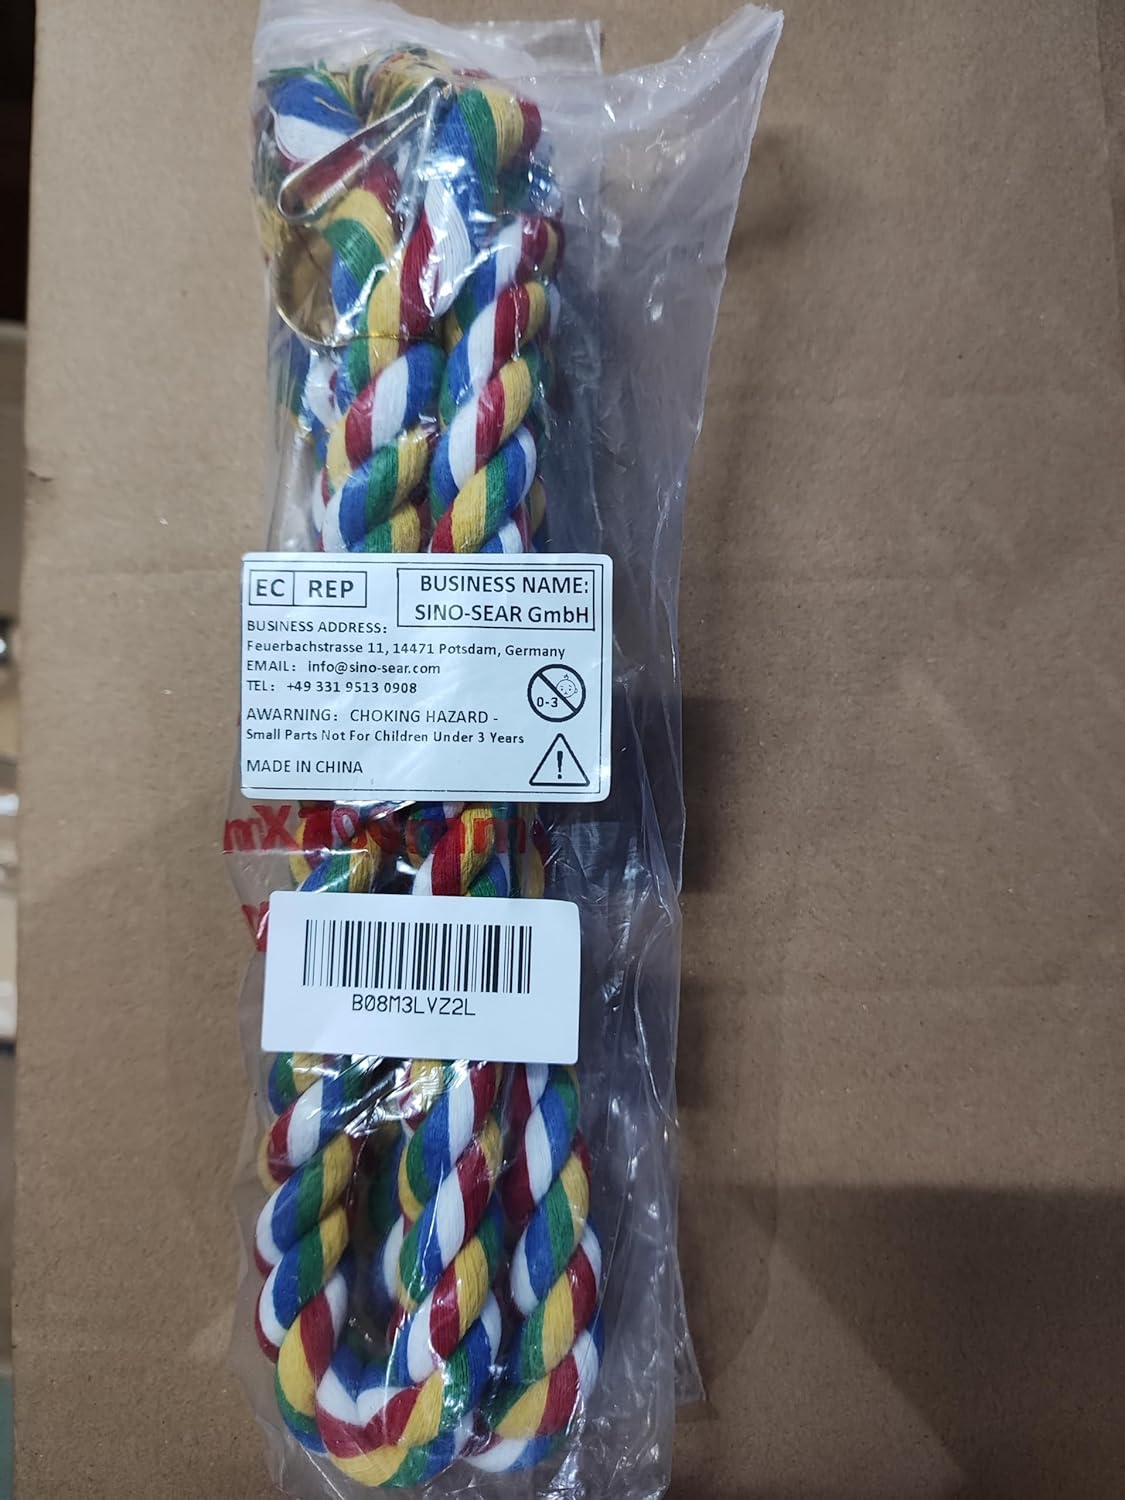 EC REP
BUSINESS NAME:
SINO-SEAR GmbH
BUSINESS ADDRESS:
Feuerbachstrasse 11, 14471 Potsdam, Germany
EMAIL: info@sino-sear.com
TEL: +49 331 9513 0908
0-3
AWARNING: CHOKING HAZARD -
Small Parts Not For Children Under 3 Years
MADE IN CHINA
B08M3LVZ2L